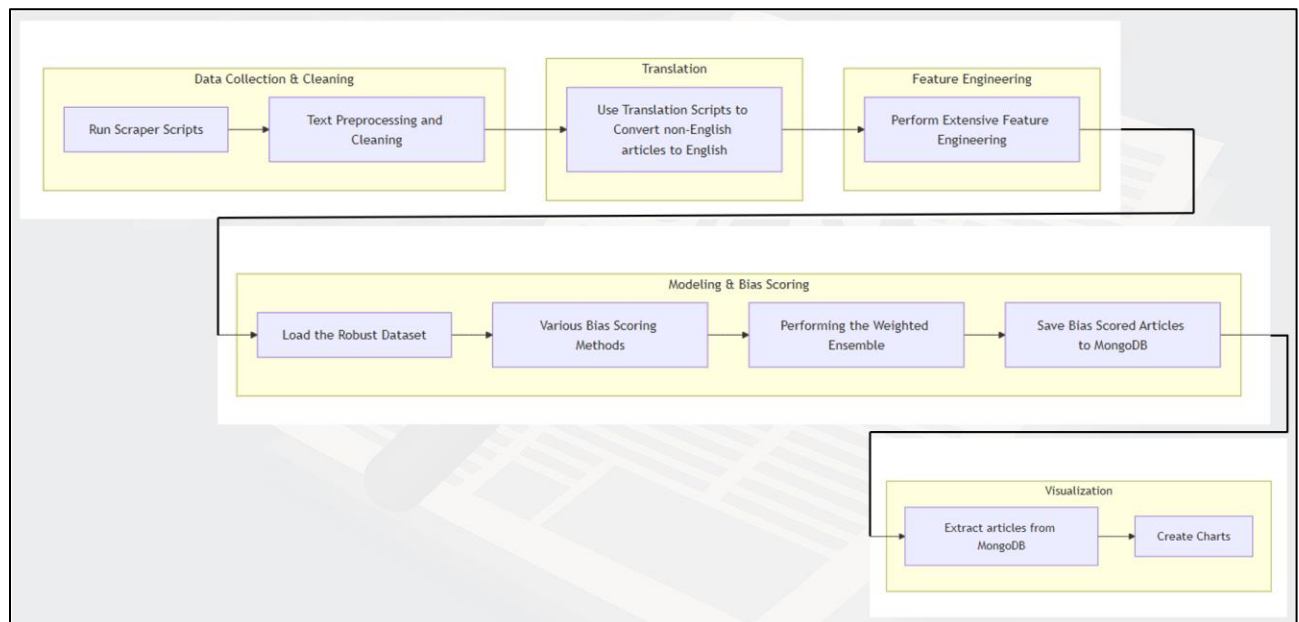 Data Collection & Cleaning
Run Scraper Scripts
Text Preprocessing and
Cleaning
Translation
Use Translation Scripts to
Convert non-English
articles to English
Feature Engineering
Perform Extensive Feature
Engineering
Modeling & Bias Scoring
Load the Robust Dataset
Various Bias Scoring
Methods
Performing the Weighted
Ensemble
Save Bias Scored Articles
to MongoDB
Visualization
Extract articles from
MongoDB
Create Charts